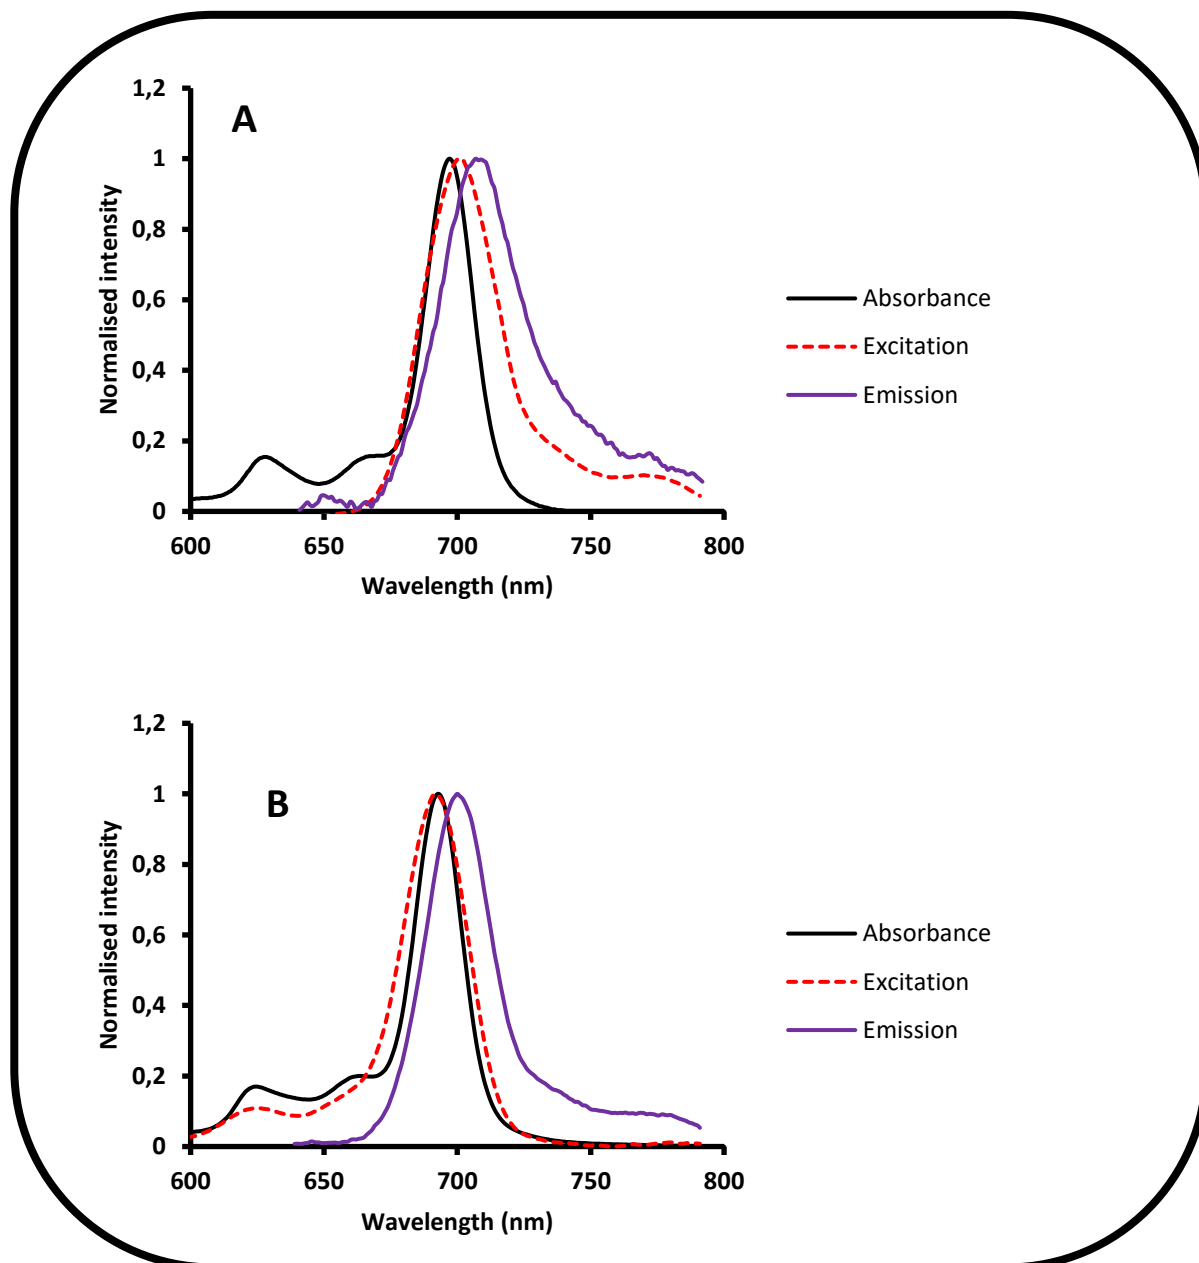 A
1,2
1
0,8
0,6
0,4
0,2
0
Normalised intensity
600 650 700 750 800
Wavelength (nm)
Absorbance
Excitation
Emission
B
1,2
1
0,8
0,6
0,4
0,2
0
Normalised intensity
600 650 700 750 800
Wavelength (nm)
Absorbance
Excitation
Emission